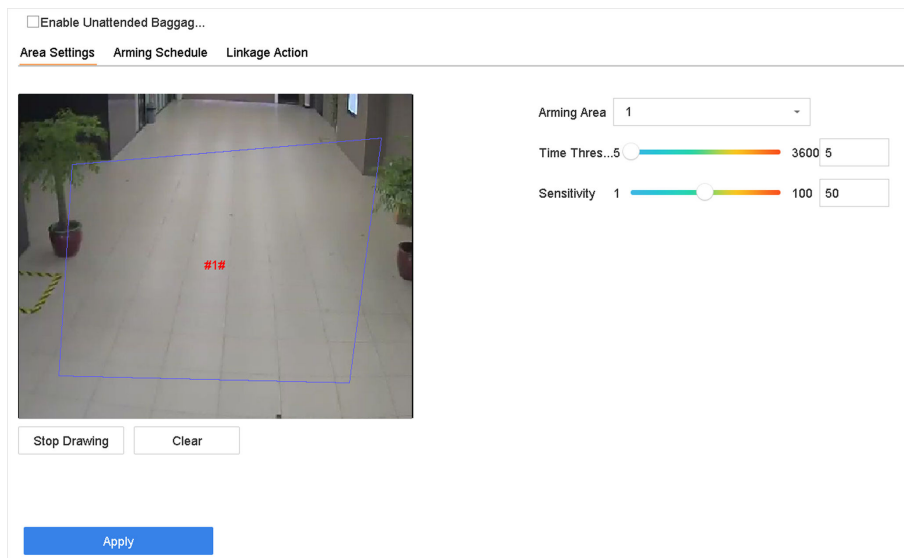 Enable Unattended Baggag...
Area Settings Arming Schedule Linkage Action
Arming Area 1
Time Thres... 5 3600 5
Sensitivity 1 100 50
#1#
Stop Drawing Clear
Apply